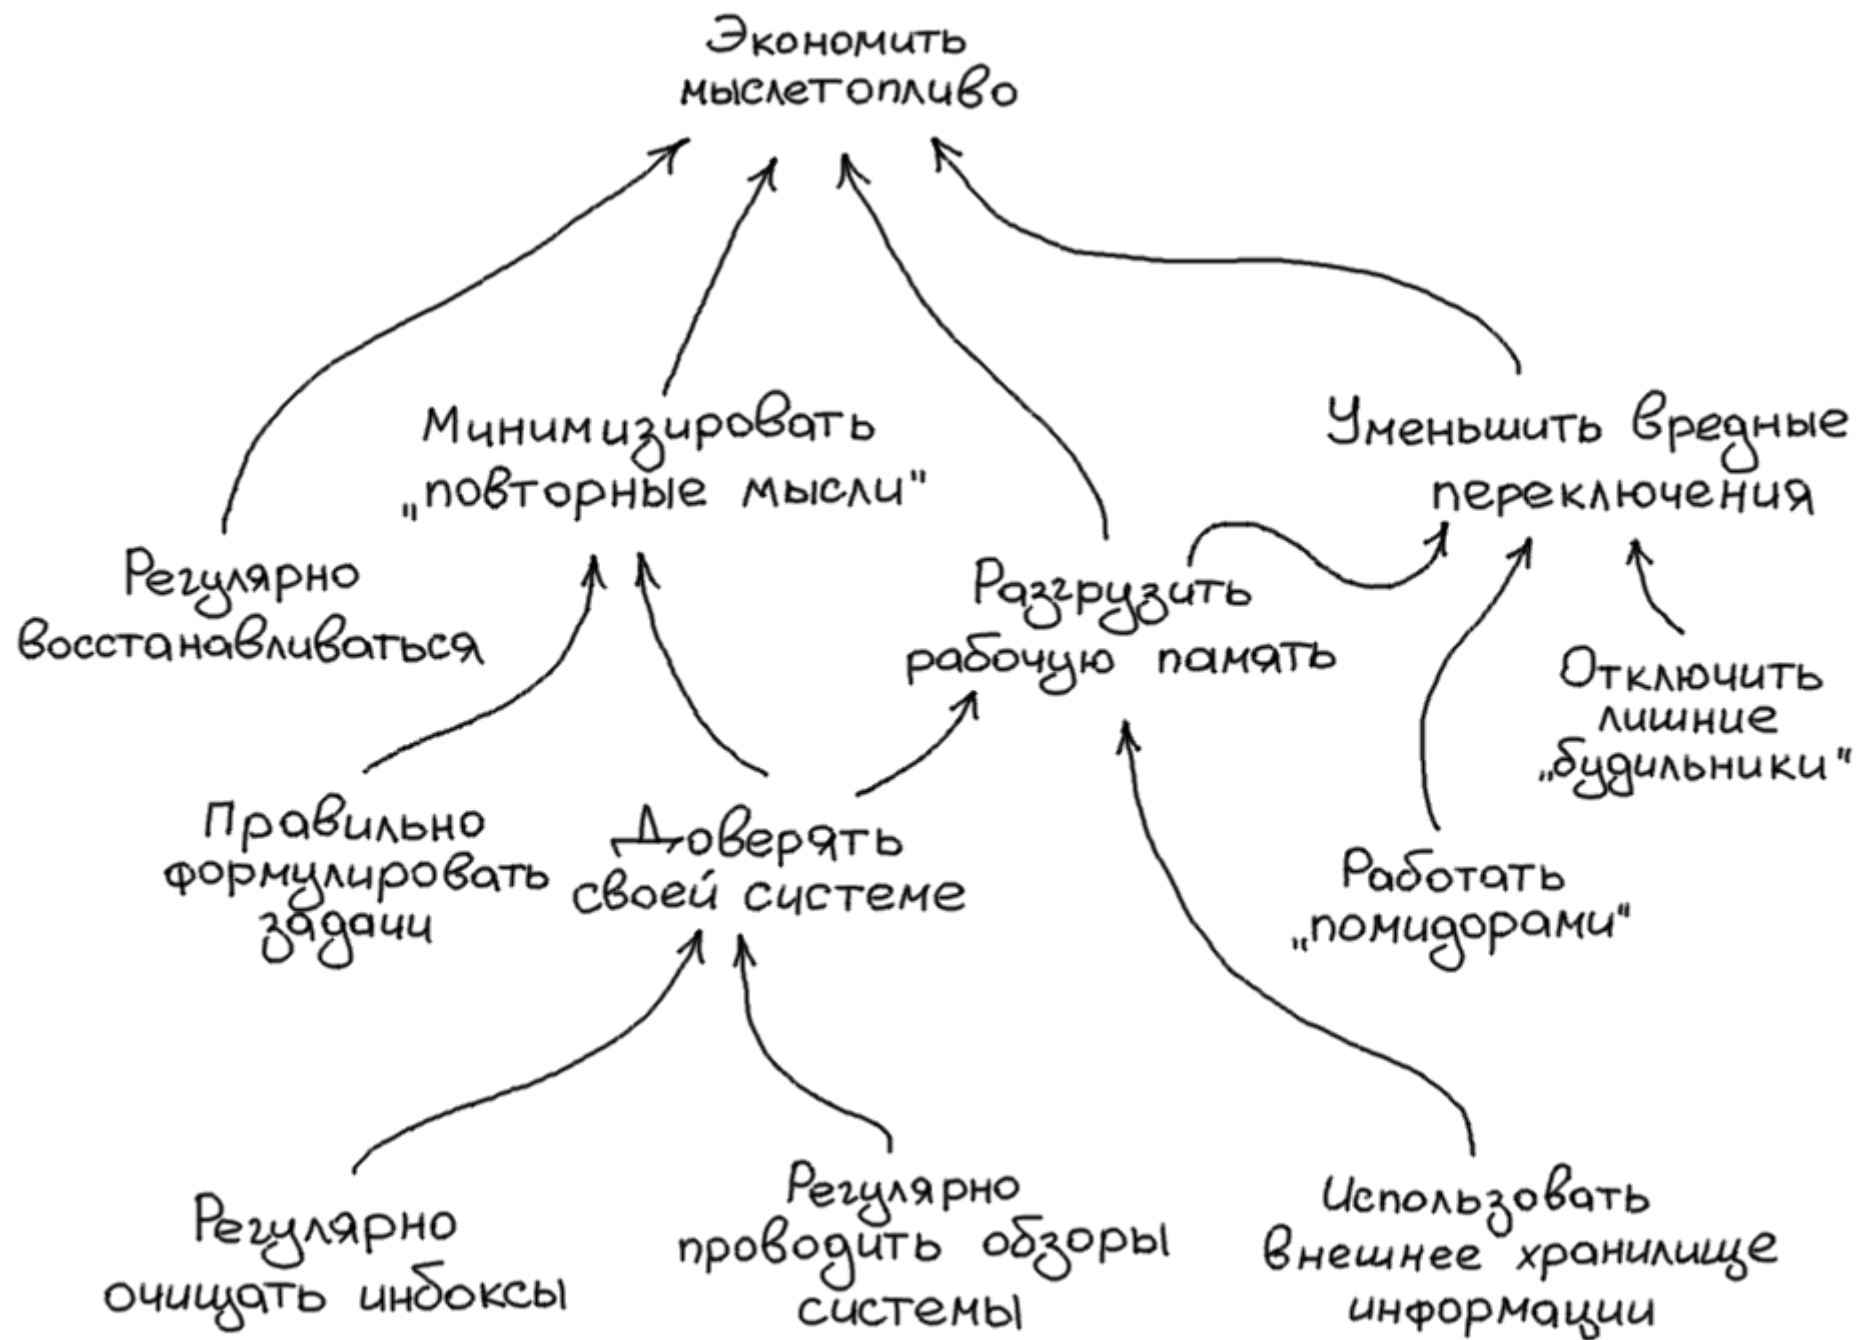 Экономить
мыслетопливо
Минимизировать
„повторные мысли"
Уменьшить вредные
переключения
Регулярно
восстанавливаться
Разгрузить
рабочую память
Отключить
лишние
„будильники"
Правильно
формулировать
задачи
Доверять
своей системе
Работать
„помидорами"
Регулярно
очищать инбоксы
Регулярно
проводить обзоры
системы
Использовать
внешнее хранилище
информации